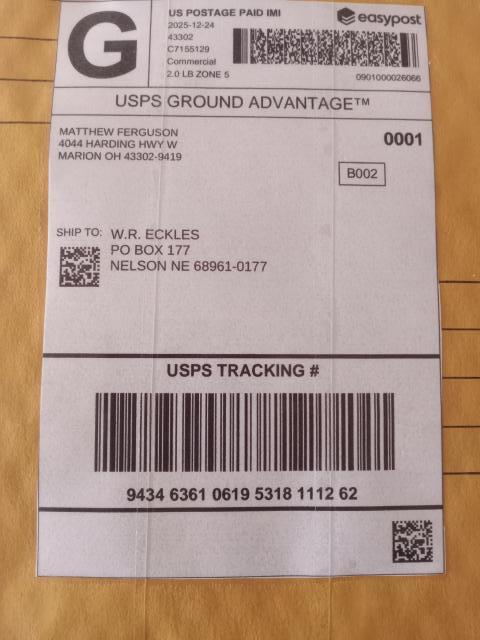 G
US POSTAGE PAID IMI
2025-12-24
43302
C7155129
Commercial
2.0 LB ZONE 5
easypost
0901000026066
USPS GROUND ADVANTAGE™
MATTHEW FERGUSON
4044 HARDING HWY W
MARION OH 43302-9419
0001
B002
SHIP TO:
W.R. ECKLES
PO BOX 177
NELSON NE 68961-0177
USPS TRACKING #
9434 6361 0619 5318 1112 62